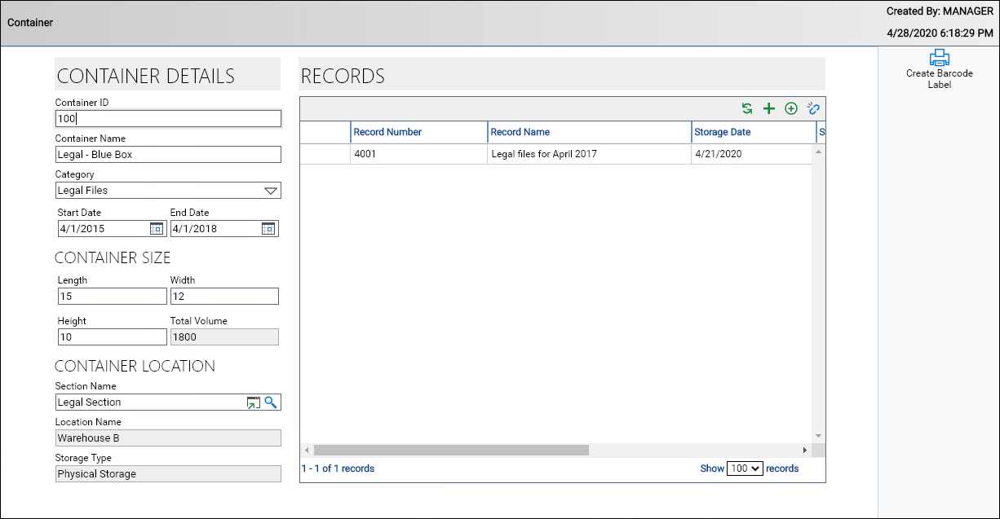 Container
Created By: MANAGER
4/28/2020 6:18:29 PM
Create Barcode
Label
CONTAINER DETAILS
Container ID
100
Container Name
Legal - Blue Box
Category
Legal Files
Start Date End Date
4/1/2015 4/1/2018
CONTAINER SIZE
Length Width
15 12
Height Total Volume
10 1800
CONTAINER LOCATION
Section Name
Legal Section
Location Name
Warehouse B
Storage Type
Physical Storage
RECORDS
Record Number Record Name Storage Date S
4001 Legal files for April 2017 4/21/2020
1 - 1 of 1 records Show 100 records